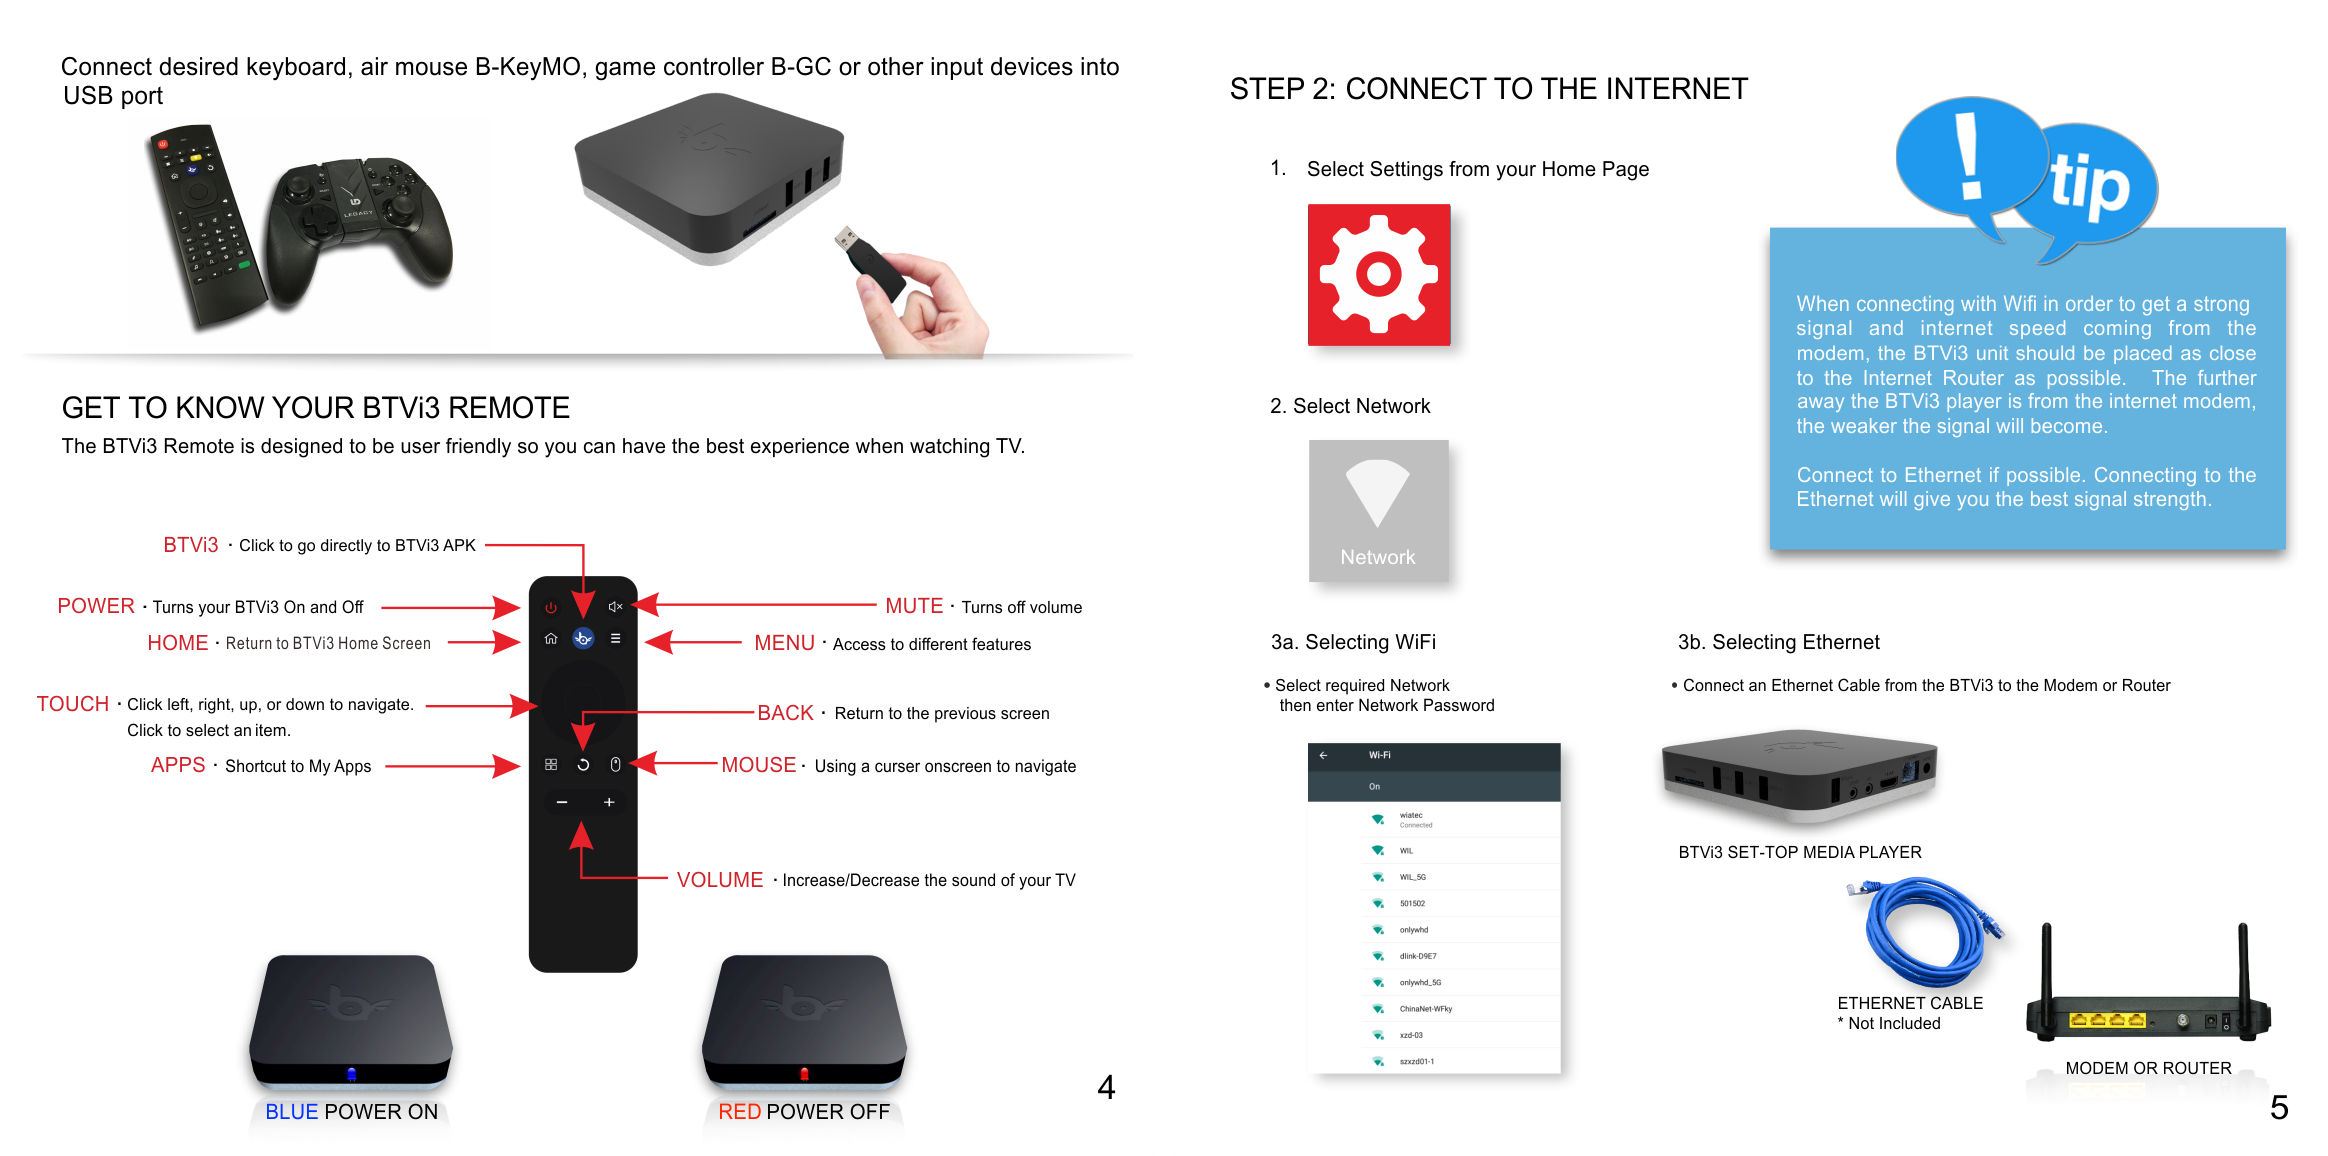 Connect desired keyboard, air mouse B-KeyMO, game controller B-GC or other input devices into
USB port
LEGACY
GET TO KNOW YOUR BTVi3 REMOTE
The BTVi3 Remote is designed to be user friendly so you can have the best experience when watching TV.
BTVi3 · Click to go directly to BTVi3 APK
POWER · Turns your BTVi3 On and Off
MUTE · Turns off volume
HOME · Return to BTVi3 Home Screen
MENU · Access to different features
TOUCH · Click left, right, up, or down to navigate.
Click to select an item.
BACK · Return to the previous screen
APPS · Shortcut to My Apps
MOUSE · Using a curser onscreen to navigate
VOLUME · Increase/Decrease the sound of your TV
BLUE POWER ON
RED POWER OFF
4
STEP 2: CONNECT TO THE INTERNET
1. Select Settings from your Home Page
! tip
When connecting with Wifi in order to get a strong
signal and internet speed coming from the
modem, the BTVi3 unit should be placed as close
to the Internet Router as possible. The further
away the BTVi3 player is from the internet modem,
the weaker the signal will become.
Connect to Ethernet if possible. Connecting to the
Ethernet will give you the best signal strength.
2. Select Network
Network
3a. Selecting WiFi
• Select required Network
then enter Network Password
Wi-Fi
On
wiatec
Connected
WIL
WIL_5G
501502
onlywhd
dlink-D9E7
onlywhd_5G
ChinaNet-WFky
xzd-03
szxzd01-1
3b. Selecting Ethernet
• Connect an Ethernet Cable from the BTVi3 to the Modem or Router
BTVi3 SET-TOP MEDIA PLAYER
ETHERNET CABLE
* Not Included
MODEM OR ROUTER
5